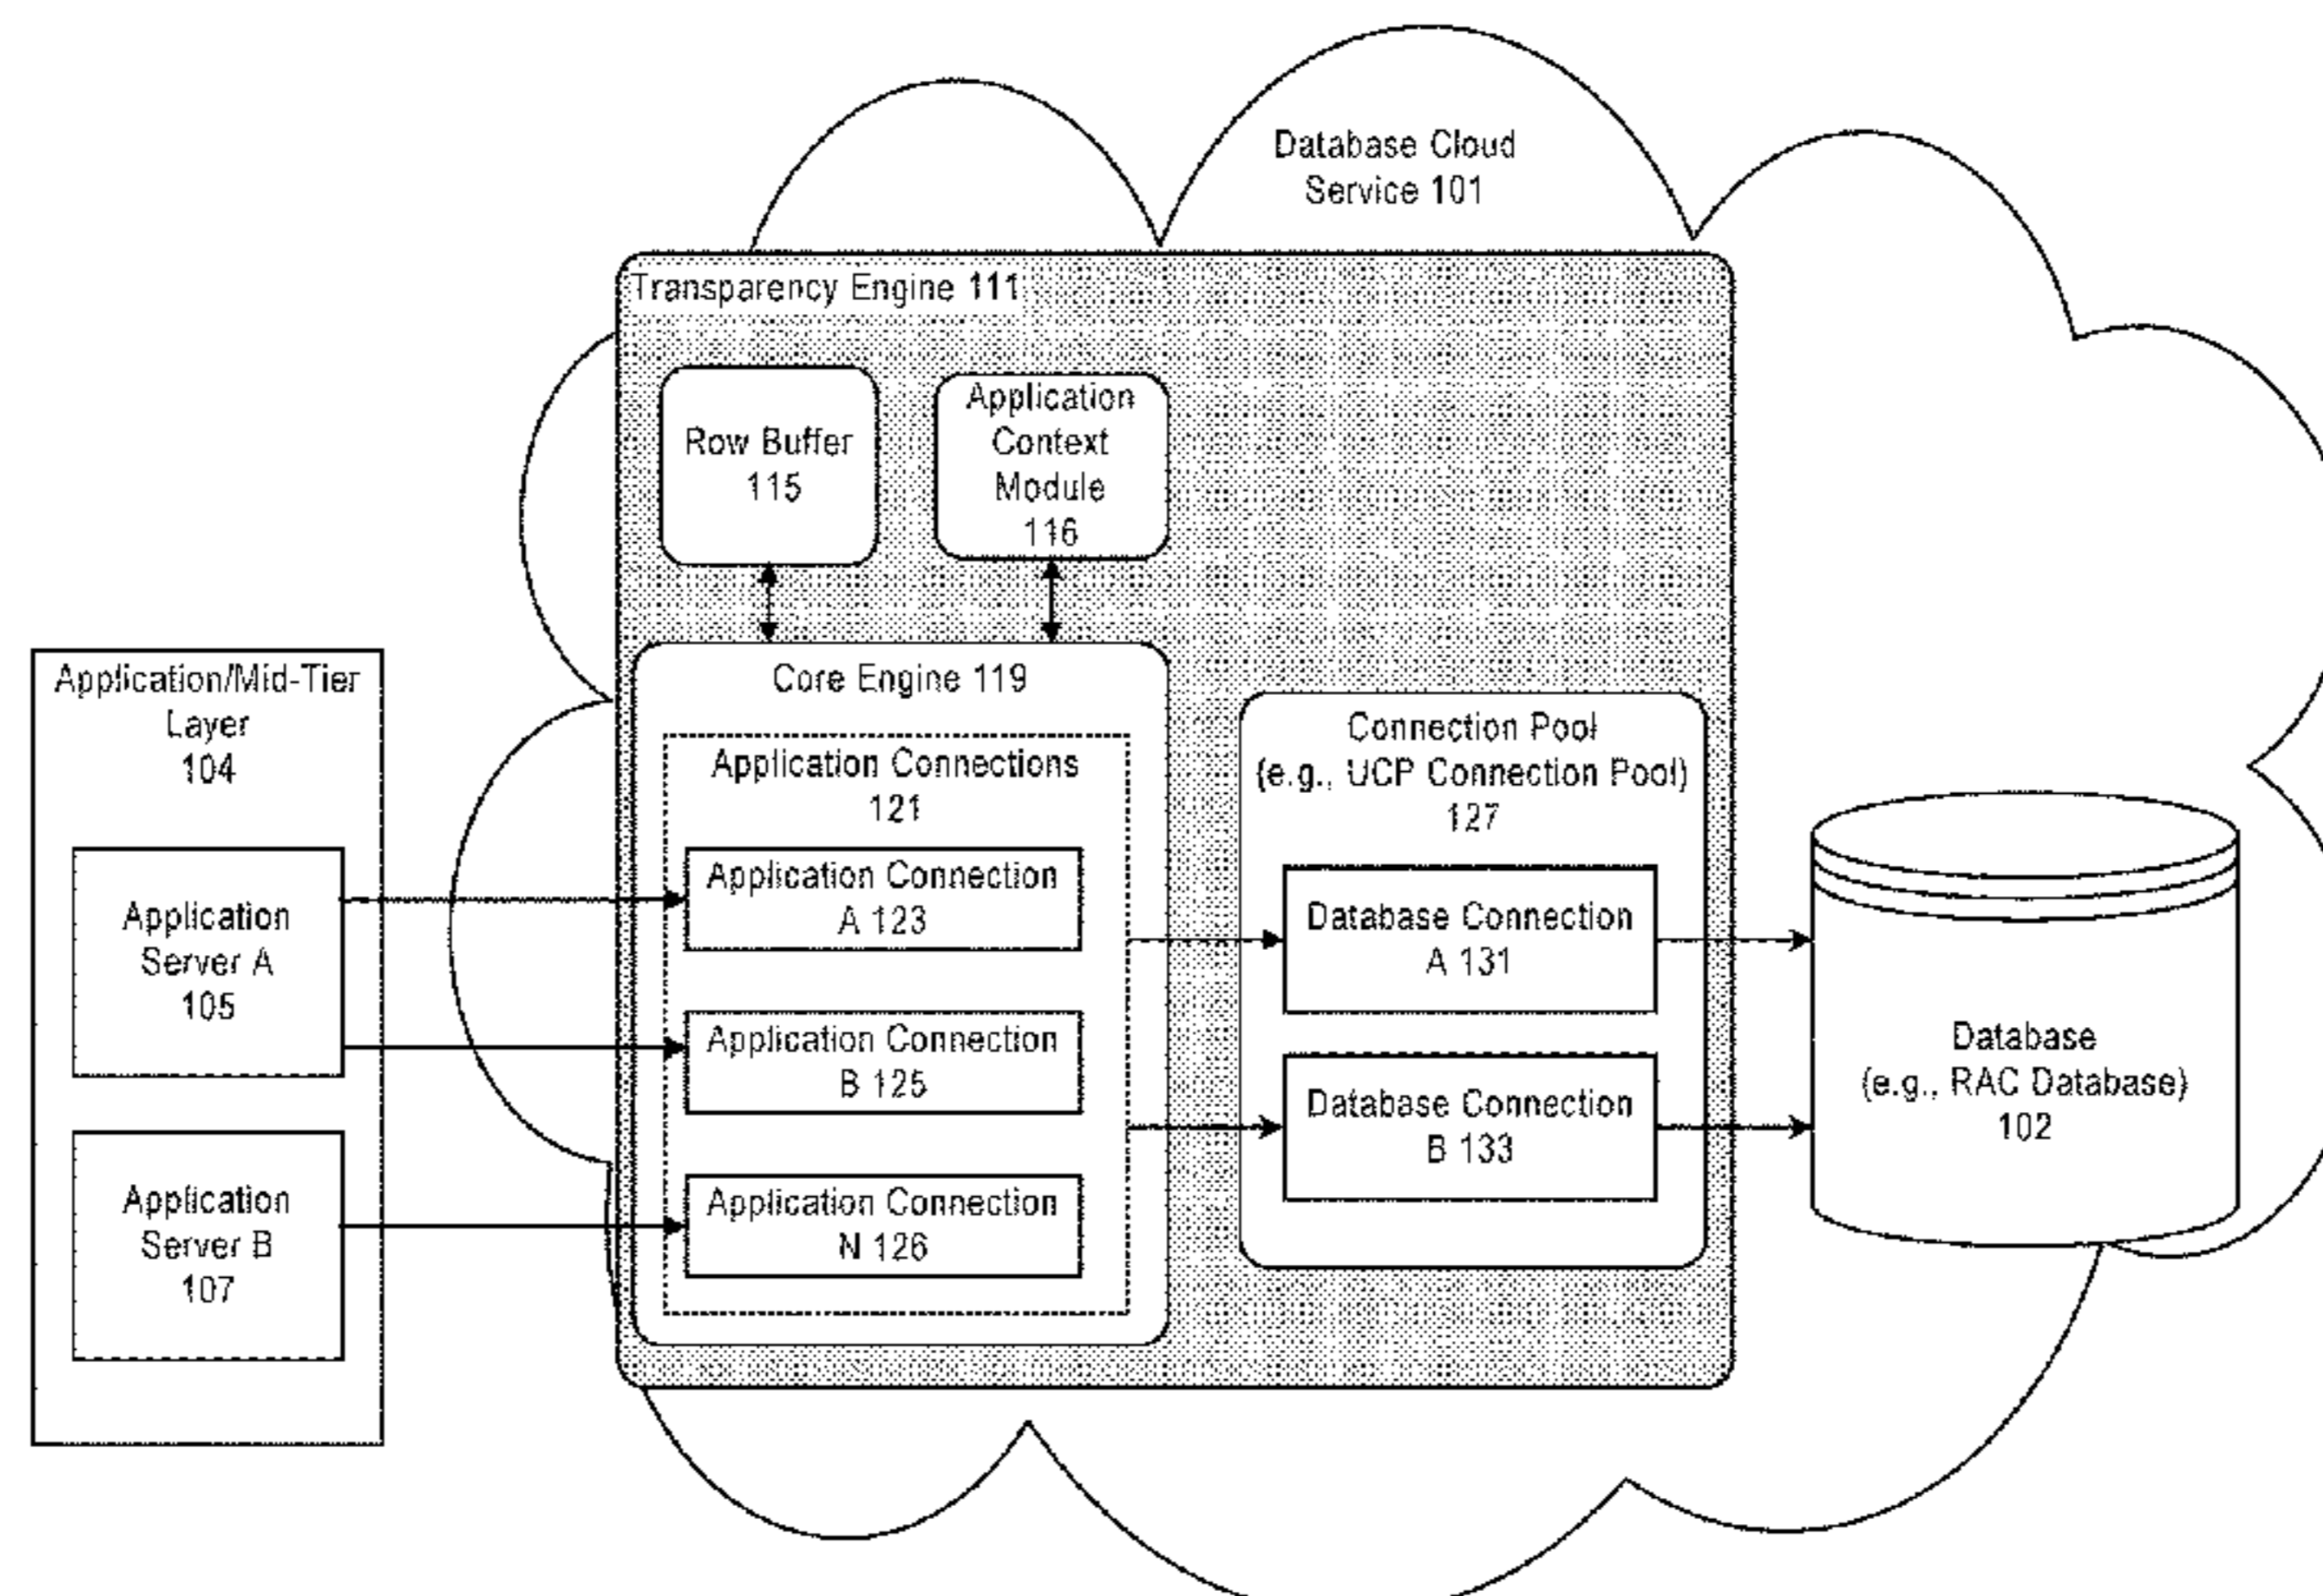 Database Cloud
Service 101
Transparency Engine 111
Row Buffer
115
Application
Context
Module
116
Application/Mid-Tier
Layer
104
Application
Server A
105
Application
Server B
107
Core Engine 119
Application Connections
121
Application Connection
A 123
Application Connection
B 125
Application Connection
N 126
Connection Pool
(e.g., UCP Connection Pool)
127
Database Connection
A 131
Database Connection
B 133
Database
(e.g., RAC Database)
102